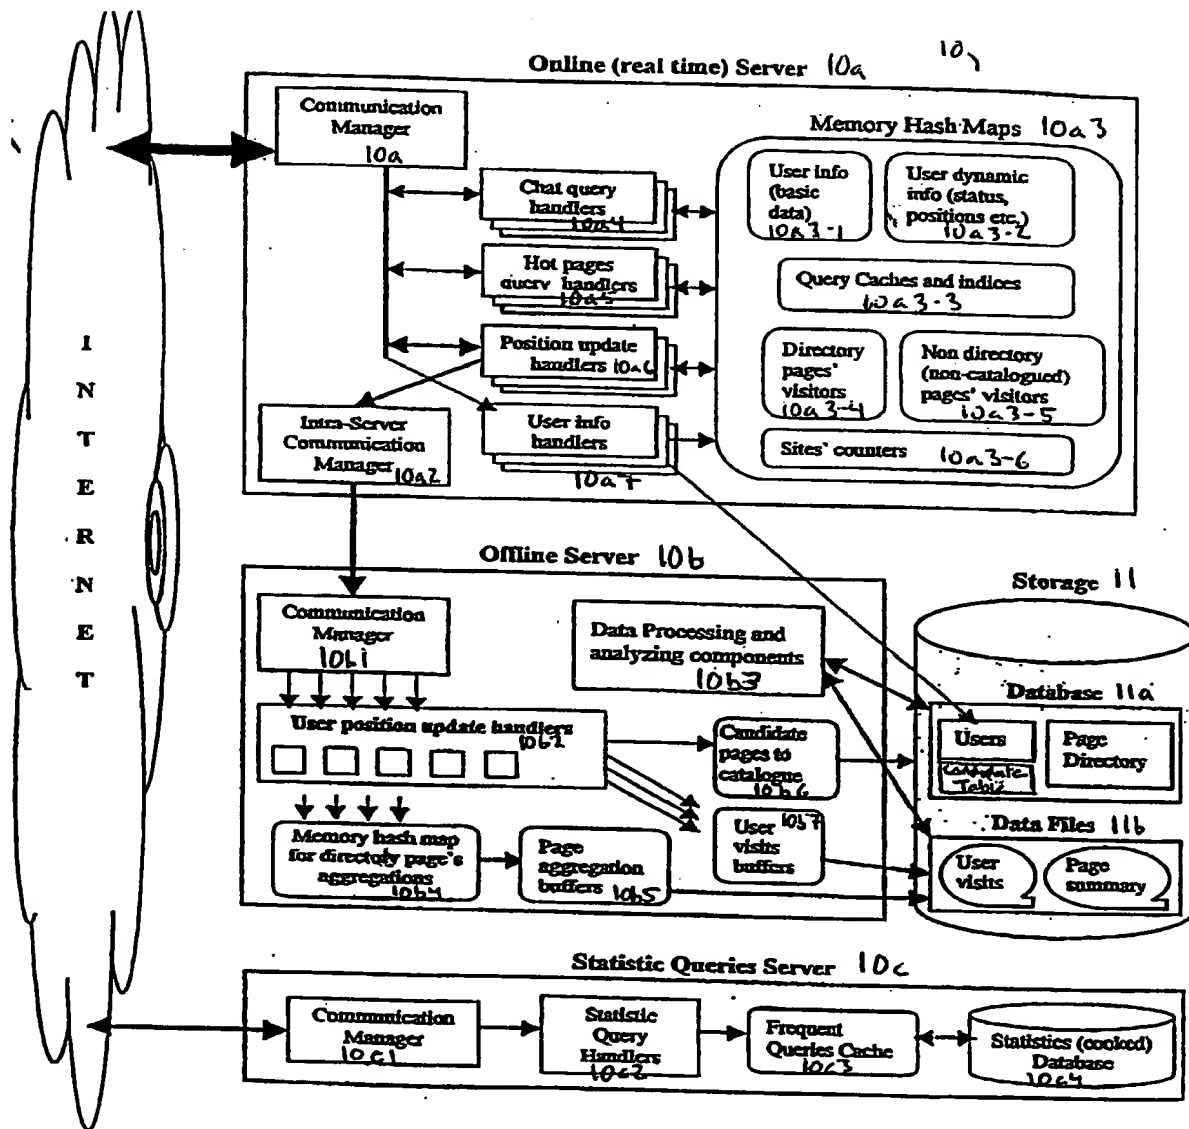 10,
Online (real time) Server 10a
Communication
Manager
10a
Memory Hash Maps 10a3
Chat query
handlers
10a4
User info
(basic
data)
10a3-1
User dynamic
info (status,
positions etc.)
10a3-2
Hot pages
query handlers
10a5
Query Caches and indices
10a3-3
Position update
handlers 10a6
Directory
pages'
visitors
10a3-4
Non directory
(non-catalogued)
pages' visitors
10a3-5
Intra-Server
Communication
Manager 10a2
User info
handlers
10a7
Sites' counters 10a3-6
I
N
T
E
R
N
E
T
Offline Server 10b
Communication
Manager
10b1
Data Processing and
analyzing components
10b3
User position update handlers
10b2
Candidate
pages to
catalogue
10b6
Memory hash map
for directory page's
aggregations
10b4
Page
aggregation
buffers 10b5
10b7
User
visits
buffers
Storage 11
Database 11a
Users
Candidate
Table
Page
Directory
Data Files 11b
User
visits
Page
summary
Statistic Queries Server 10c
Communication
Manager
10c1
Statistic
Query
Handlers
10c2
Frequent
Queries Cache
10c3
Statistics (cooked)
Database
10c4